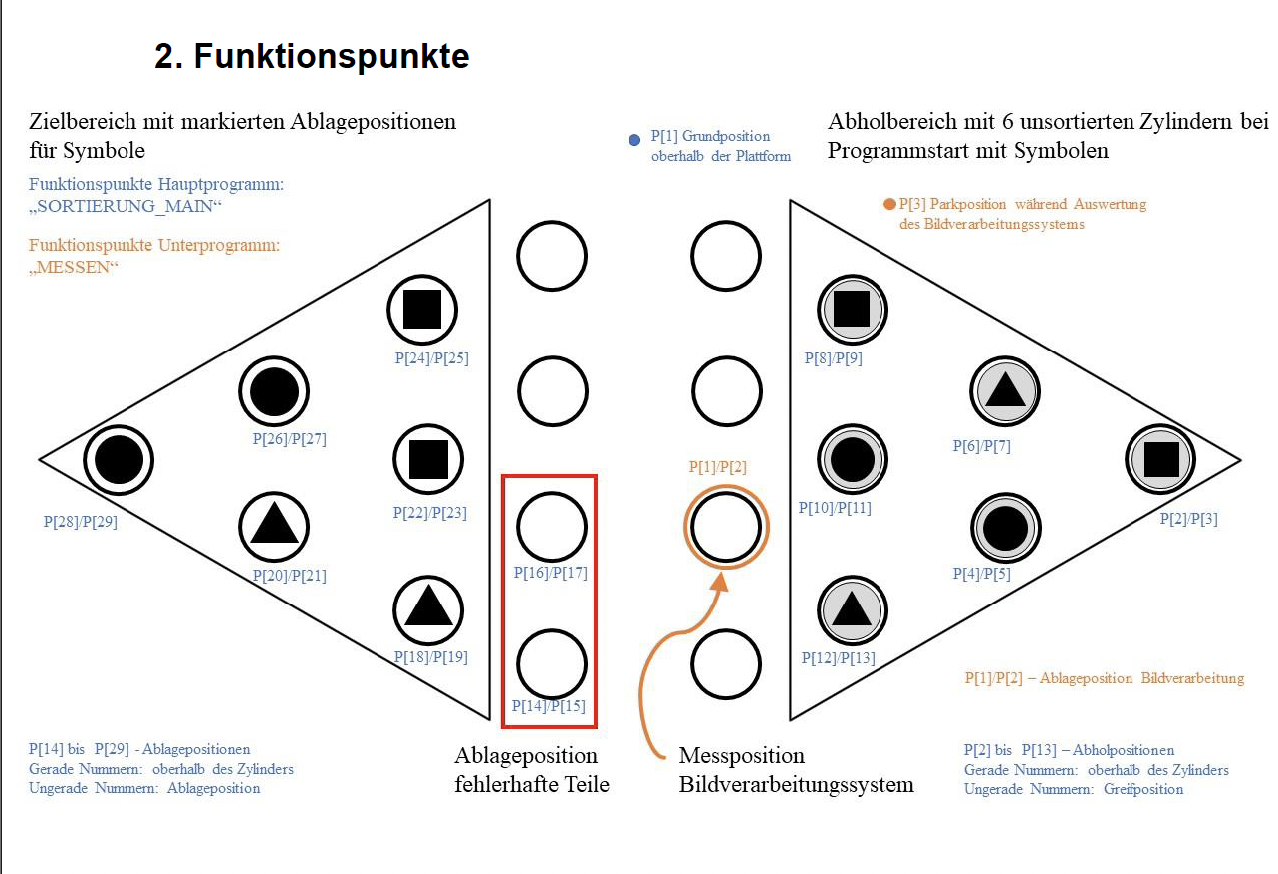 2. Funktionspunkte
Zielbereich mit markierten Ablagepositionen
für Symbole
Funktionspunkte Hauptprogramm:
„SORTIERUNG_MAIN“
Funktionspunkte Unterprogramm:
„MESSEN“
P[1] Grundposition
oberhalb der Plattform
Abholbereich mit 6 unsortierten Zylindern bei
Programmstart mit Symbolen
P[3] Parkposition während Auswertung
des Bildverarbeitungssystems
P[24]/P[25]
P[26]/P[27]
P[28]/P[29]
P[22]/P[23]
P[20]/P[21]
P[18]/P[19]
P[16]/P[17]
P[14]/P[15]
P[1]/P[2]
P[8]/P[9]
P[6]/P[7]
P[10]/P[11]
P[2]/P[3]
P[4]/P[5]
P[12]/P[13]
P[1]/P[2] – Ablageposition Bildverarbeitung
P[14] bis P[29] - Ablagepositionen
Gerade Nummern: oberhalb des Zylinders
Ungerade Nummern: Ablageposition
Ablageposition
fehlerhafte Teile
Messposition
Bildverarbeitungssystem
P[2] bis P[13] – Abholpositionen
Gerade Nummern: oberhalb des Zylinders
Ungerade Nummern: Greifposition